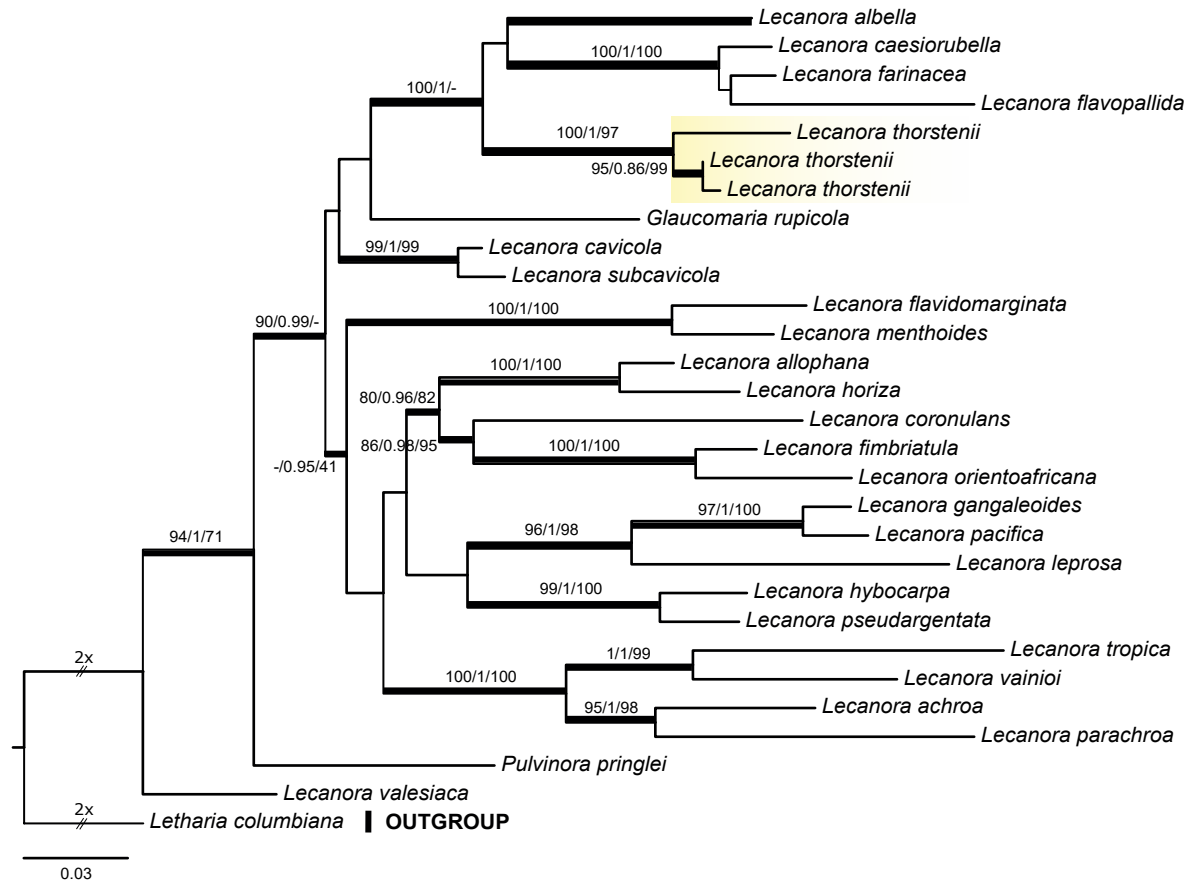 Lecanora albella
100/1/100
Lecanora caesiorubella
Lecanora farinacea
100/1/-
Lecanora flavopallida
100/1/97
Lecanora thorstenii
95/0.86/99
Lecanora thorstenii
Lecanora thorstenii
Glaucomaria rupicola
99/1/99
Lecanora cavicola
Lecanora subcavicola
100/1/100
Lecanora flavidomarginata
90/0.99/-
Lecanora menthoides
100/1/100
Lecanora allophana
80/0.96/82
Lecanora horiza
Lecanora coronulans
86/0.98/95
100/1/100
Lecanora fimbriatula
-/0.95/41
Lecanora orientoafricana
97/1/100
Lecanora gangaleoides
96/1/98
Lecanora pacifica
94/1/71
Lecanora leprosa
99/1/100
Lecanora hybocarpa
Lecanora pseudargentata
2x
1/1/99
Lecanora tropica
100/1/100
Lecanora vainioi
95/1/98
Lecanora achroa
Lecanora parachroa
Pulvinora pringlei
Lecanora valesiaca
2x
Letharia columbiana
OUTGROUP
0.03